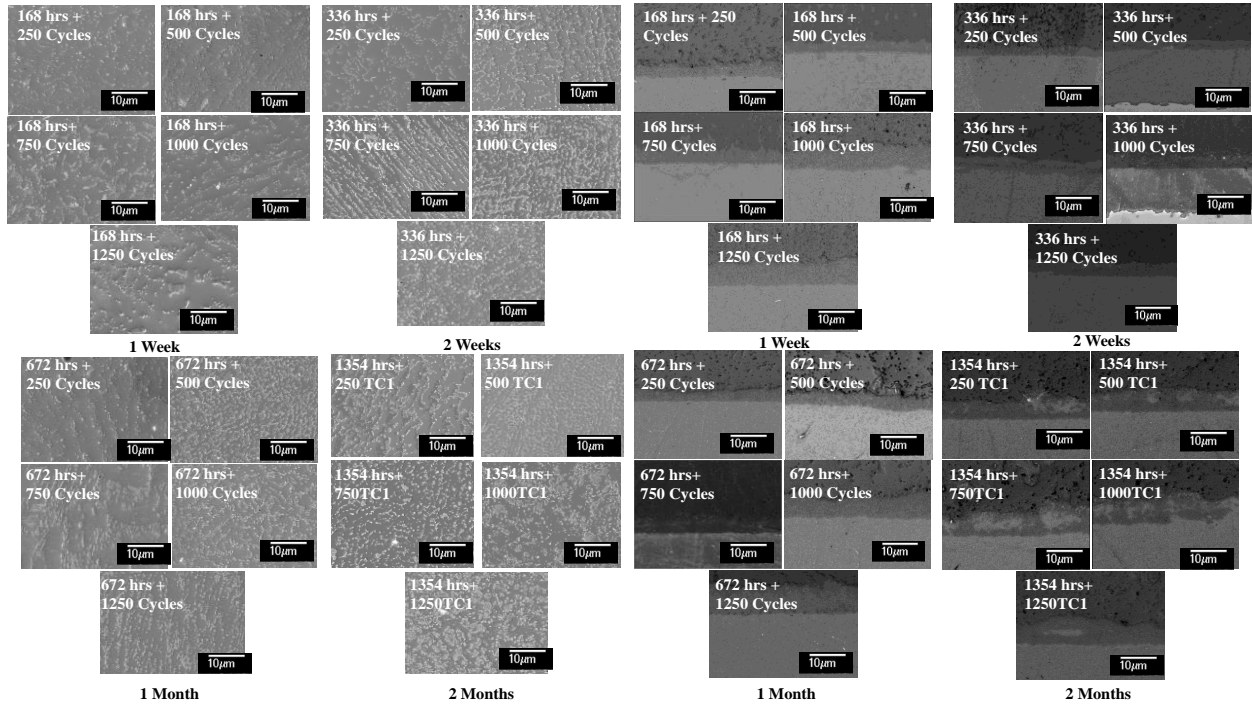 168 hrs +
250 Cycles
10µm
168 hrs +
500 Cycles
10µm
168 hrs+
750 Cycles
10µm
168 hrs+
1000 Cycles
10µm
168 hrs +
1250 Cycles
10µm
1 Week
336 hrs +
250 Cycles
10µm
336 hrs +
500 Cycles
10µm
336 hrs +
750 Cycles
10µm
336 hrs +
1000 Cycles
10µm
336 hrs +
1250 Cycles
10µm
2 Weeks
168 hrs + 250
Cycles
10µm
168 hrs+
500 Cycles
10µm
168 hrs+
750 Cycles
10µm
168 hrs+
1000 Cycles
10µm
168 hrs +
1250 Cycles
10µm
1 Week
336 hrs +
250 Cycles
10µm
336 hrs+
500 Cycles
10µm
336 hrs +
750 Cycles
10µm
336 hrs +
1000 Cycles
10µm
336 hrs +
1250 Cycles
10µm
2 Weeks
672 hrs +
250 Cycles
10µm
672 hrs +
500 Cycles
10µm
672 hrs+
750 Cycles
10µm
672 hrs+
1000 Cycles
10µm
672 hrs +
1250 Cycles
10µm
1 Month
1354 hrs+
250 TC1
10µm
1354 hrs+
500 TC1
10µm
1354 hrs+
750TC1
10µm
1354 hrs+
1000TC1
10µm
1354 hrs+
1250TC1
10µm
2 Months
672 hrs +
250 Cycles
10µm
672 hrs +
500 Cycles
10µm
672 hrs+
750 Cycles
10µm
672 hrs+
1000 Cycles
10µm
672 hrs +
1250 Cycles
10µm
1 Month
1354 hrs+
250 TC1
10µm
1354 hrs+
500 TC1
10µm
1354 hrs+
750TC1
10µm
1354 hrs+
1000TC1
10µm
1354 hrs+
1250TC1
10µm
2 Months